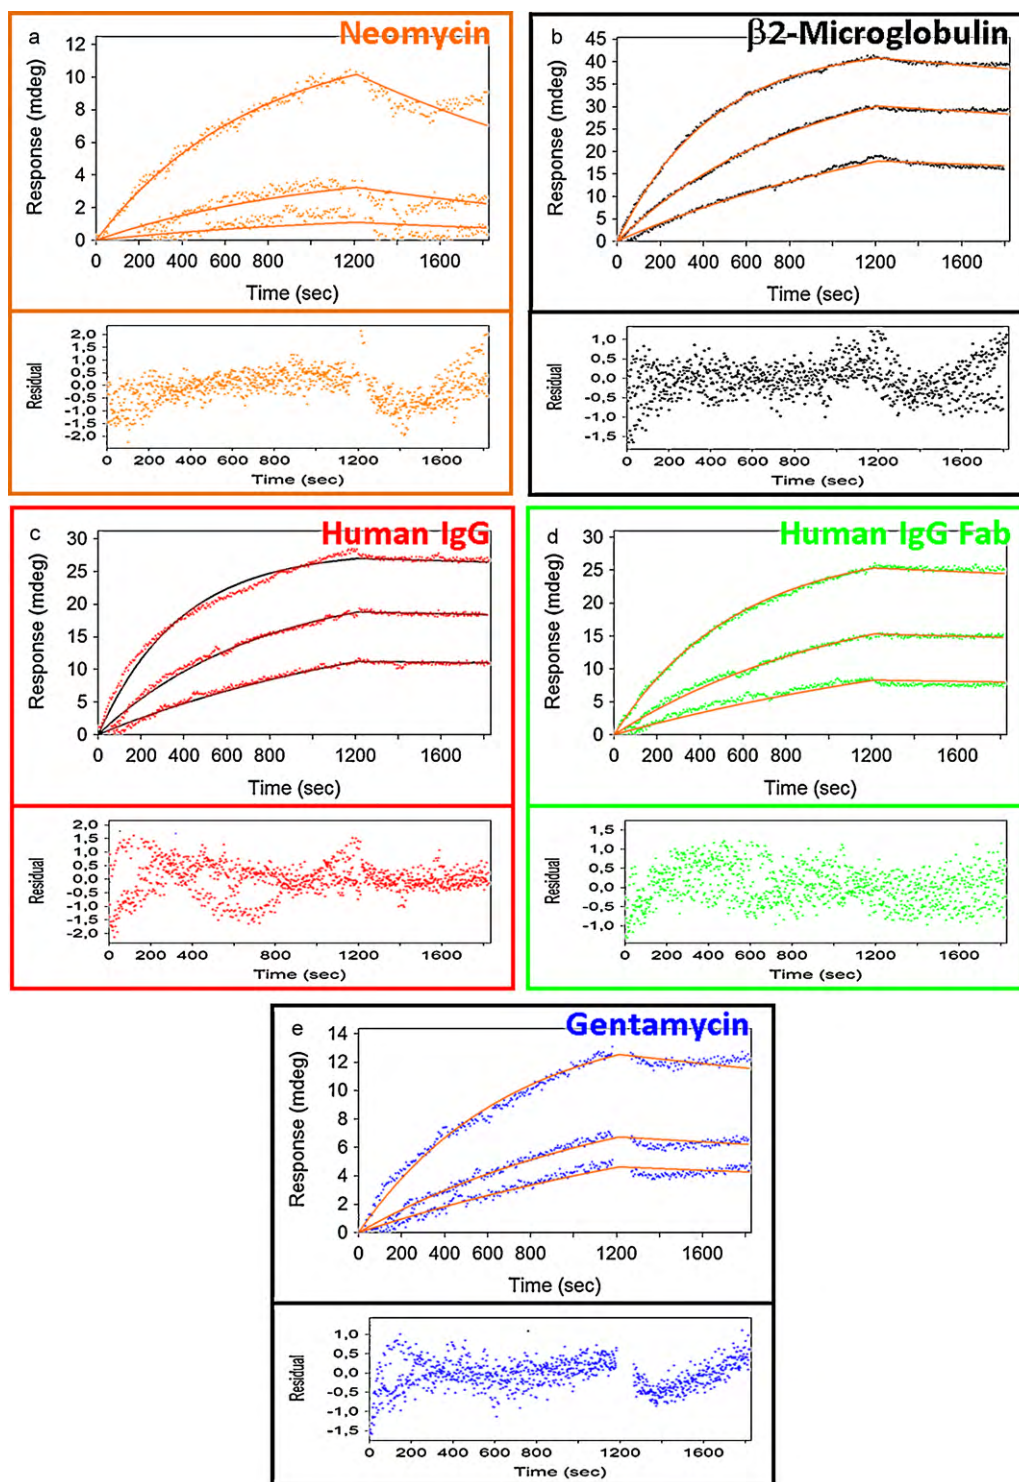 a
Neomycin
12
10
8
6
4
2
0
Response (mdeg)
0 200 400 600 800 1200 1600
Time (sec)
2,0
1,5
1,0
0,5
0,0
-0,5
-1,0
-1,5
-2,0
Residual
0 200 400 600 800 1200 1600
Time (sec)
b
β2-Microglobulin
45
40
35
30
25
20
15
10
5
0
Response (mdeg)
0 200 400 600 800 1200 1600
Time (sec)
1,0
0,5
0,0
-0,5
-1,0
-1,5
Residual
0 200 400 600 800 1200 1600
Time (sec)
c
Human IgG
30
25
20
15
10
5
0
Response (mdeg)
0 200 400 600 800 1200 1600
Time (sec)
2,0
1,5
1,0
0,5
0,0
-0,5
-1,0
-1,5
-2,0
Residual
0 200 400 800 1200 1600
Time (sec)
d
Human IgG Fab
30
25
20
15
10
5
0
Response (mdeg)
0 200 400 600 800 1200 1600
Time (sec)
1,5
1,0
0,5
0,0
-0,5
-1,0
Residual
0 200 400 600 800 1200 1600
Time (sec)
e
Gentamycin
14
12
10
8
6
4
2
0
Response (mdeg)
0 200 400 600 800 1200 1600
Time (sec)
1,0
0,5
0,0
-0,5
-1,0
-1,5
Residual
0 200 400 600 800 1200 1600
Time (sec)